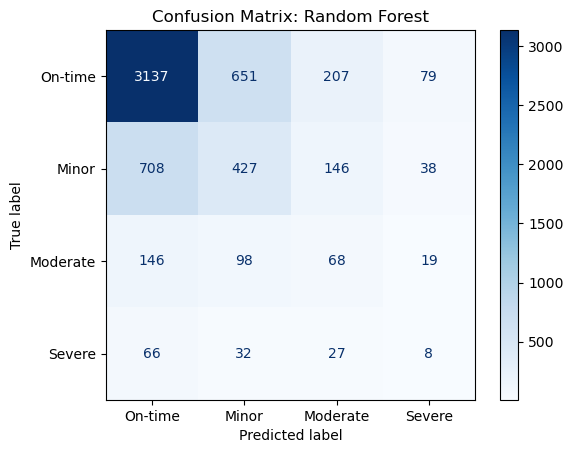 Confusion Matrix: Random Forest
On-time 3137 651 207 79
Minor 708 427 146 38
Moderate 146 98 68 19
Severe 66 32 27 8
On-time Minor Moderate Severe
Predicted label
True label
3000
2500
2000
1500
1000
500